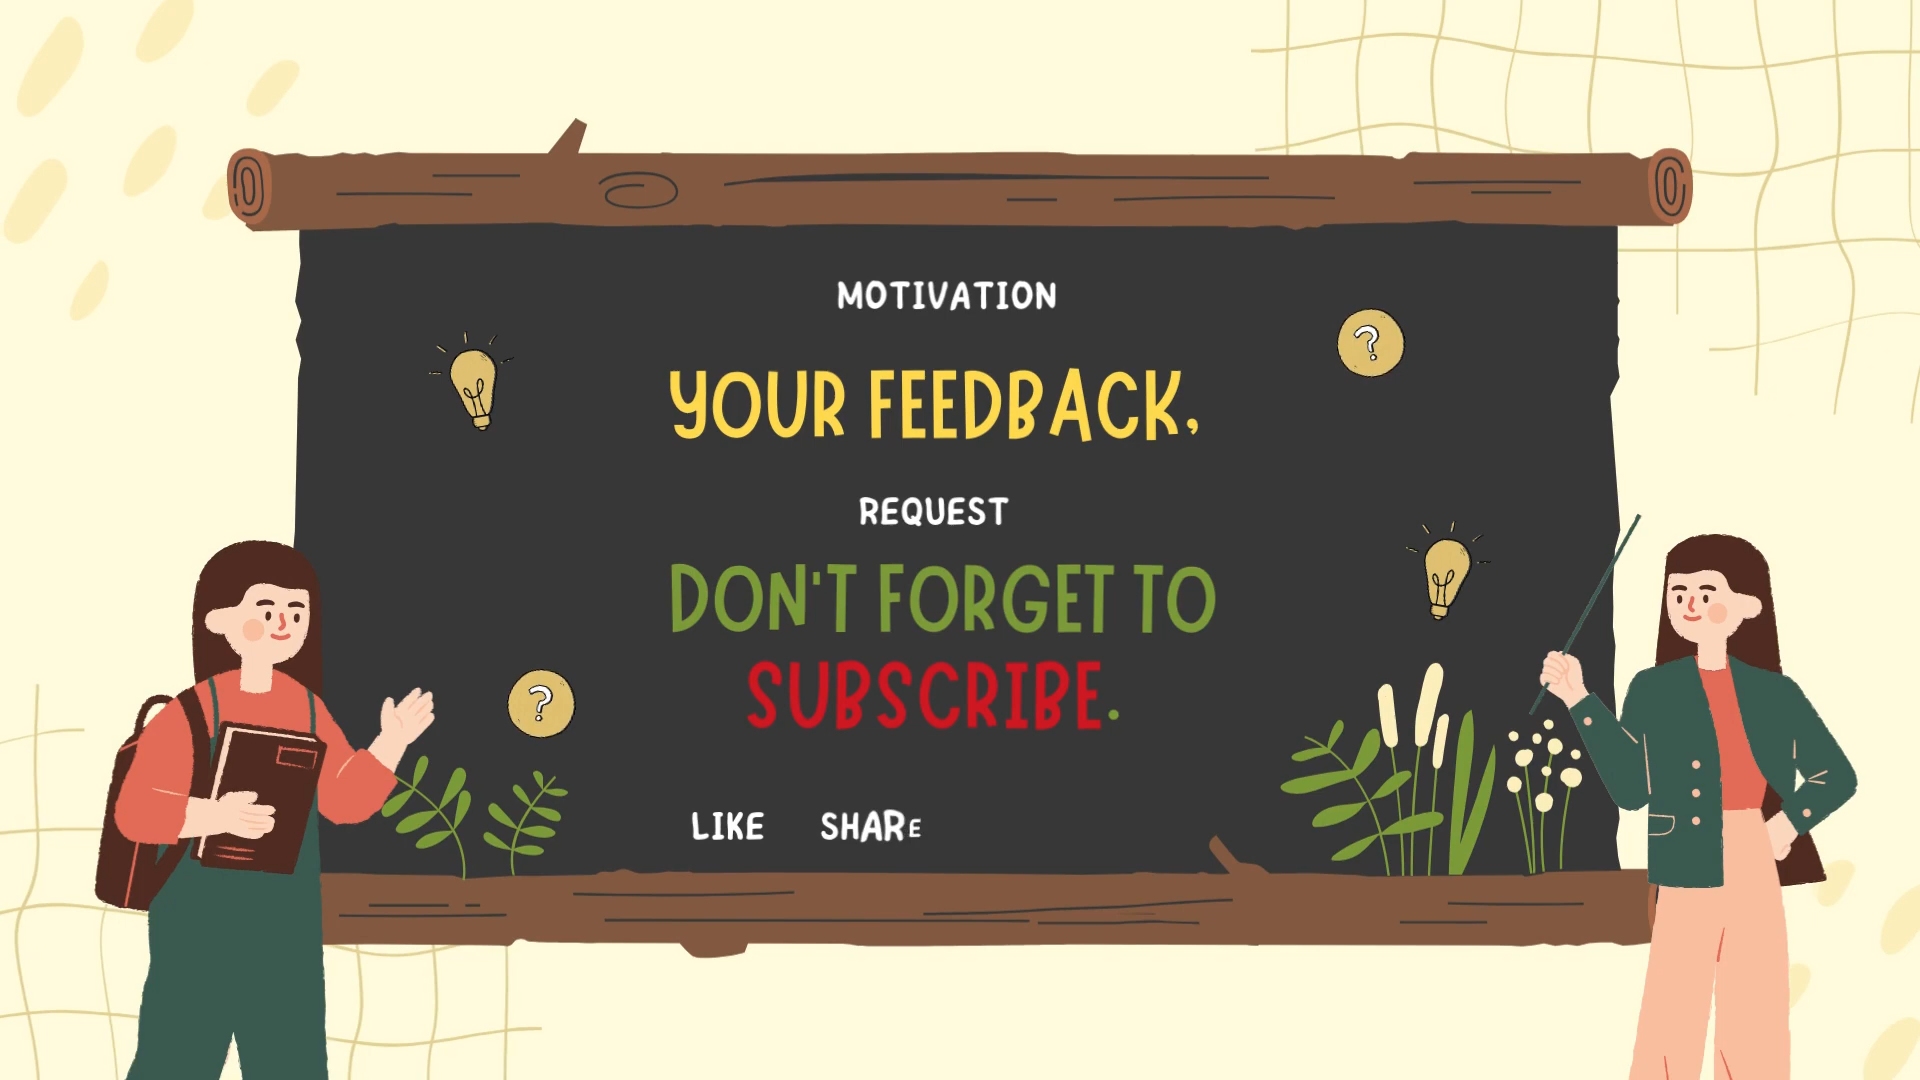 MOTIVATION
YOUR FEEDBACK,
REQUEST
DON'T FORGET TO
SUBSCRIBE.
LIKE SHARE
?
?